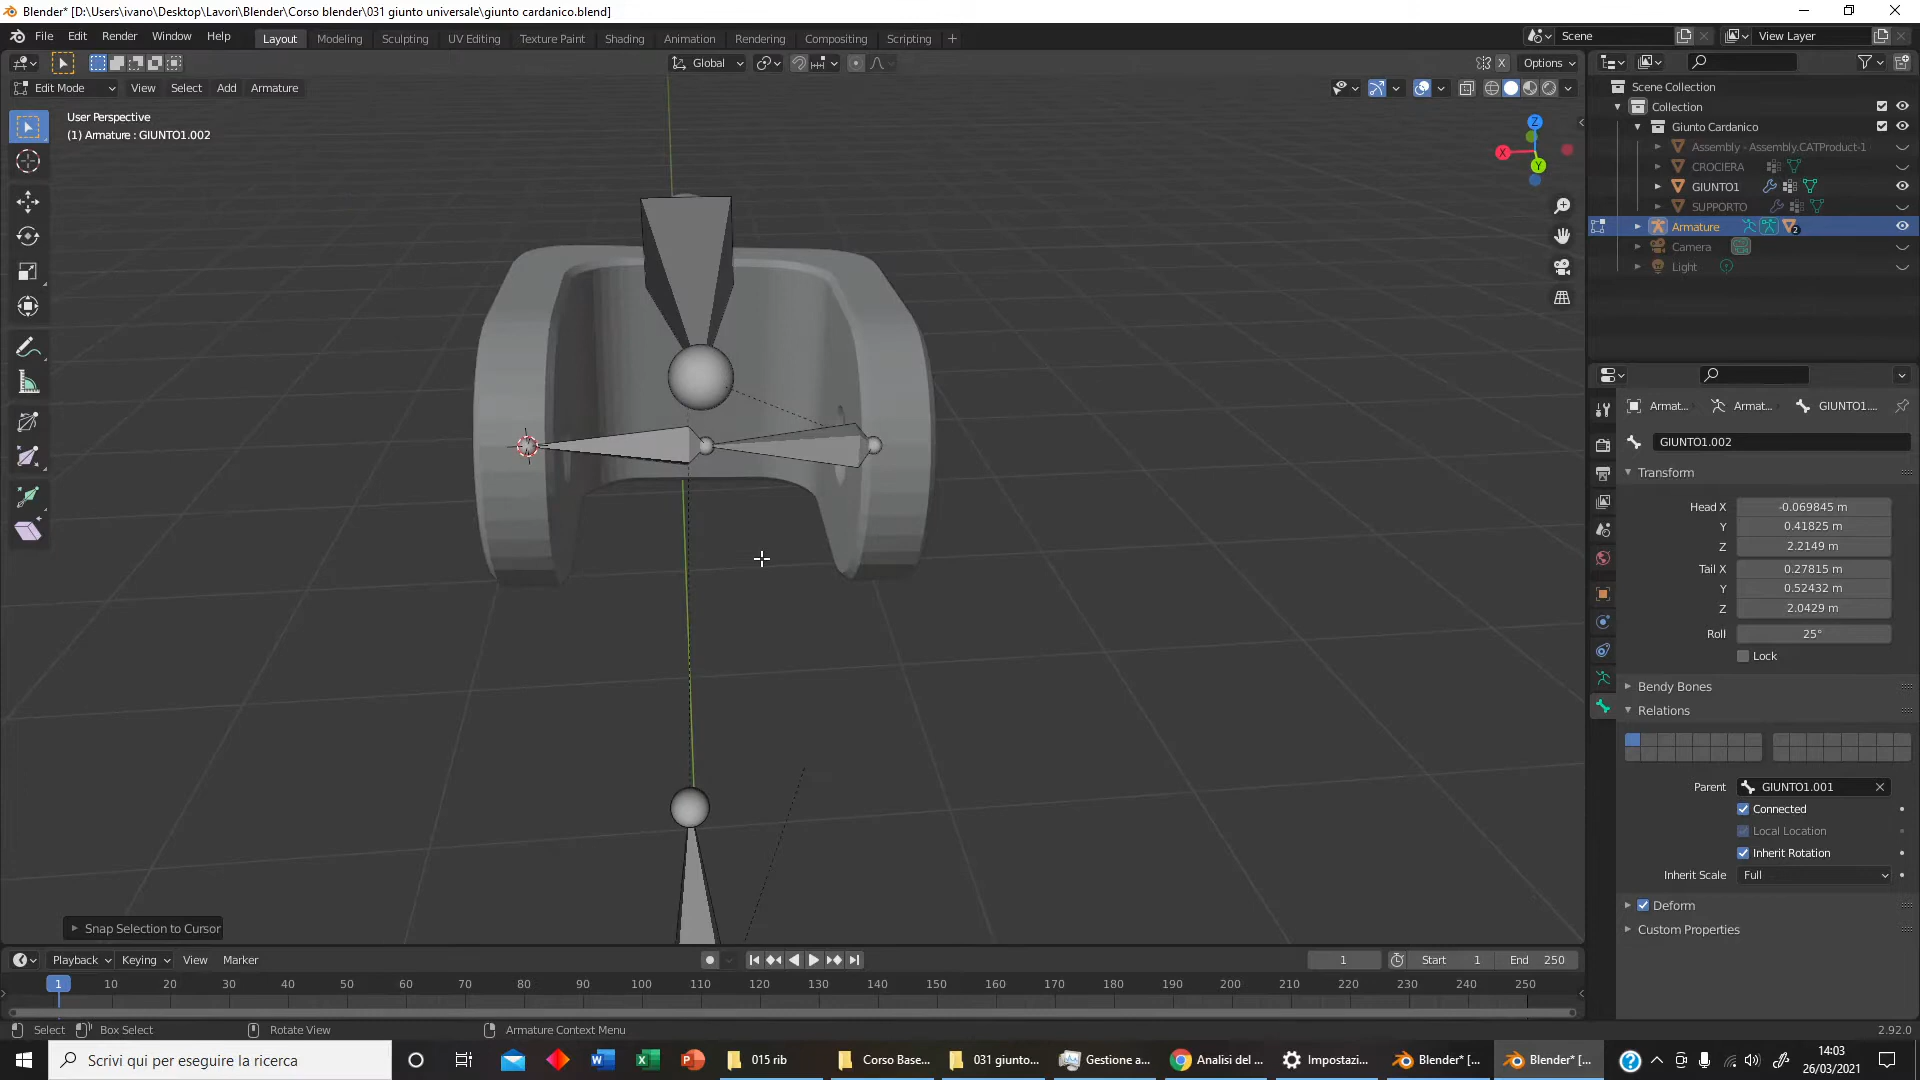 Blender* [D:\Users\ivano\Desktop\Lavori\Blender\Corso blender\031 giunto universale\giunto cardanico.blend]
File Edit Render Window Help Layout Modeling Sculpting UV Editing Texture Paint Shading Animation Rendering Compositing Scripting + Scene View Layer
Global X Options
Edit Mode View Select Add Armature
User Perspective
(1) Armature : GIUNTO1.002
Z
X
Y
Scene Collection
Collection
Giunto Cardanico
Assembly - Assembly.CATProduct-1
CROCIERA
GIUNTO1
SUPPORTO
Armature 2
Camera
Light
Armat... Armat... GIUNTO1....
GIUNTO1.002
Transform
Head X -0.069845 m
Y 0.41825 m
Z 2.2149 m
Tail X 0.27815 m
Y 0.52432 m
Z 2.0429 m
Roll 25°
Lock
Bendy Bones
Relations
Parent GIUNTO1.001
Connected
Local Location
Inherit Rotation
Inherit Scale Full
Deform
Custom Properties
Snap Selection to Cursor
Playback Keying View Marker 1 Start 1 End 250
1 10 20 30 40 50 60 70 80 90 100 110 120 130 140 150 160 170 180 190 200 210 220 230 240 250
Select Box Select Rotate View Armature Context Menu 2.92.0
Scrivi qui per eseguire la ricerca 015 rib Corso Base... 031 giunto... Gestione a... Analisi del ... Impostazi... Blender* [... Blender* [...
14:03
26/03/2021